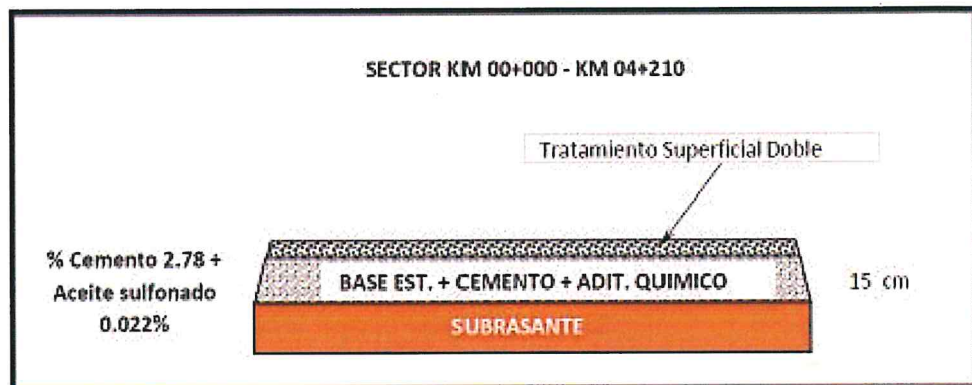 SECTOR KM 00+000 - KM 04+210
Tratamiento Superficial Doble
% Cemento 2.78 +
Aceite sulfonado
0.022%
BASE EST. + CEMENTO + ADIT. QUIMICO
15 cm
SUBRASANTE